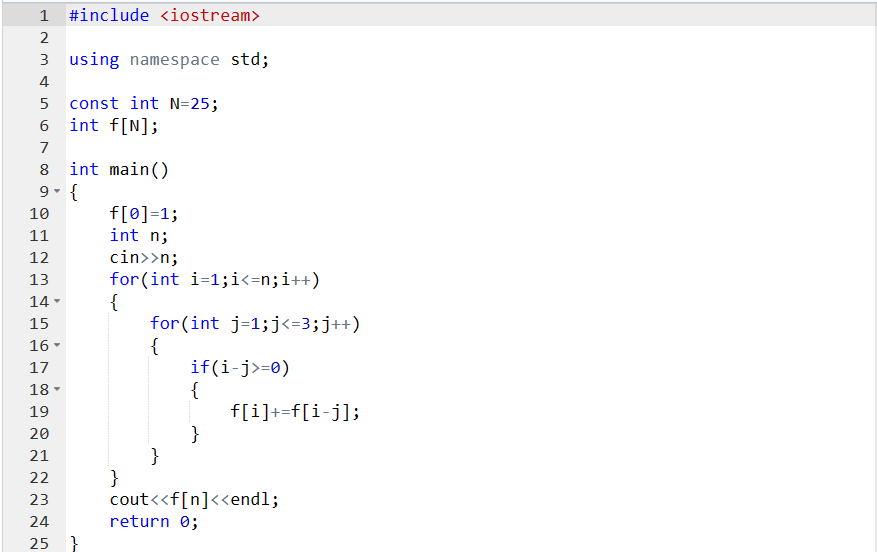 1 #include <iostream>
2
3 using namespace std;
4
5 const int N=25;
6 int f[N];
7
8 int main()
9 {
10     f[0]=1;
11     int n;
12     cin>>n;
13     for(int i=1;i<=n;i++)
14     {
15         for(int j=1;j<=3;j++)
16         {
17             if(i-j>=0)
18             {
19                 f[i]+=f[i-j];
20             }
21         }
22     }
23     cout<<f[n]<<endl;
24     return 0;
25 }